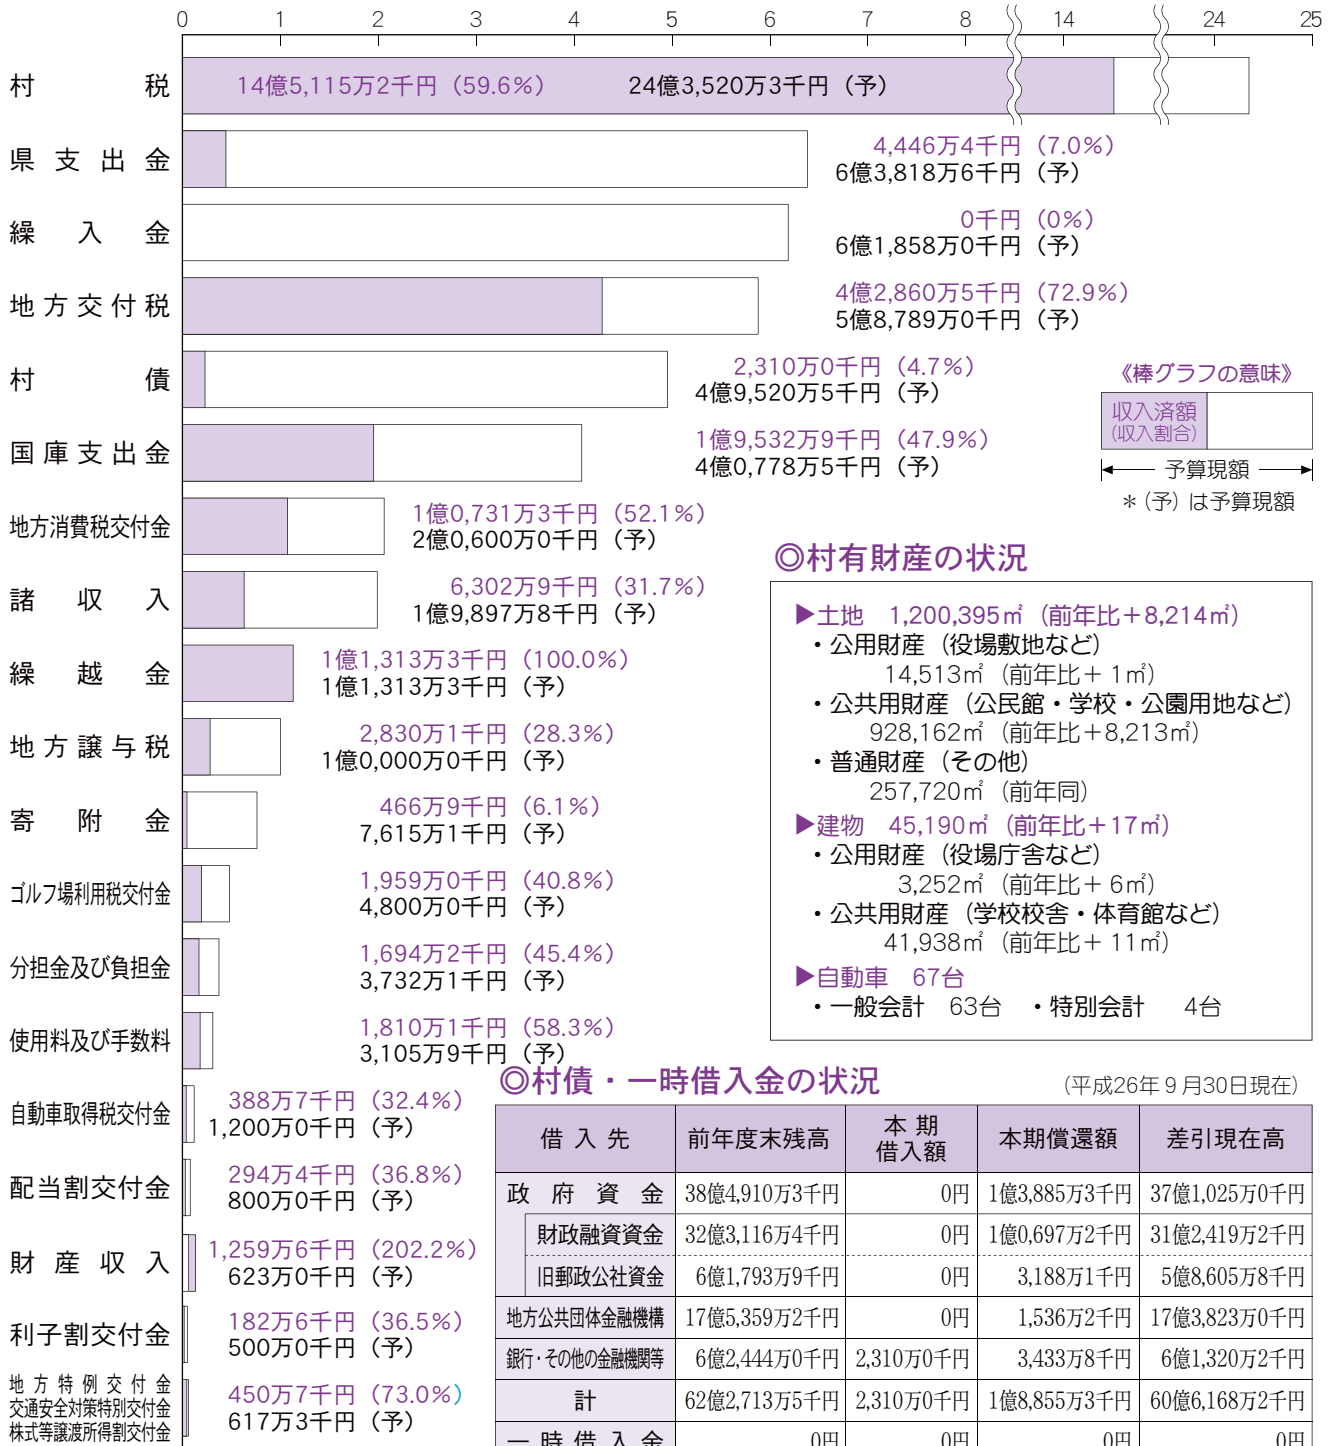 0 1 2 3 4 5 6 7 8 14 24 25
村税 14億5,115万2千円（59.6%） 24億3,520万3千円（予）
県支出金 4,446万4千円（7.0%）
6億3,818万6千円（予）
繰入金 0千円（0%）
6億1,858万0千円（予）
地方交付税 4億2,860万5千円（72.9%）
5億8,789万0千円（予）
村債 2,310万0千円（4.7%）
4億9,520万5千円（予）
国庫支出金 1億9,532万9千円（47.9%）
4億0,778万5千円（予）
地方消費税交付金 1億0,731万3千円（52.1%）
2億0,600万0千円（予）
諸収入 6,302万9千円（31.7%）
1億9,897万8千円（予）
繰越金 1億1,313万3千円（100.0%）
1億1,313万3千円（予）
地方譲与税 2,830万1千円（28.3%）
1億0,000万0千円（予）
寄附金 466万9千円（6.1%）
7,615万1千円（予）
ゴルフ場利用税交付金 1,959万0千円（40.8%）
4,800万0千円（予）
分担金及び負担金 1,694万2千円（45.4%）
3,732万1千円（予）
使用料及び手数料 1,810万1千円（58.3%）
3,105万9千円（予）
自動車取得税交付金 388万7千円（32.4%）
1,200万0千円（予）
配当割交付金 294万4千円（36.8%）
800万0千円（予）
財産収入 1,259万6千円（202.2%）
623万0千円（予）
利子割交付金 182万6千円（36.5%）
500万0千円（予）
地方特例交付金
交通安全対策特別交付金
株式等譲渡所得割交付金
450万7千円（73.0%）
617万3千円（予）
《棒グラフの意味》
収入済額
（収入割合）
予算現額
＊（予）は予算現額
◎村有財産の状況
▶土地 1,200,395㎡（前年比＋8,214㎡）
・公用財産（役場敷地など）
14,513㎡（前年比＋1㎡）
・公共用財産（公民館・学校・公園用地など）
928,162㎡（前年比＋8,213㎡）
・普通財産（その他）
257,720㎡（前年同）
▶建物 45,190㎡（前年比＋17㎡）
・公用財産（役場庁舎など）
3,252㎡（前年比＋6㎡）
・公共用財産（学校校舎・体育館など）
41,938㎡（前年比＋11㎡）
▶自動車 67台
・一般会計 63台 ・特別会計 4台
◎村債・一時借入金の状況 （平成26年９月30日現在）
借入先 前年度末残高 本期借入額 本期償還額 差引現在高
政府資金 38億4,910万3千円 0円 1億3,885万3千円 37億1,025万0千円
財政融資資金 32億3,116万4千円 0円 1億0,697万2千円 31億2,419万2千円
旧郵政公社資金 6億1,793万9千円 0円 3,188万1千円 5億8,605万8千円
地方公共団体金融機構 17億5,359万2千円 0円 1,536万2千円 17億3,823万0千円
銀行・その他の金融機関等 6億2,444万0千円 2,310万0千円 3,433万8千円 6億1,320万2千円
計 62億2,713万5千円 2,310万0千円 1億8,855万3千円 60億6,168万2千円
一時借入金 0円 0円 0円 0円